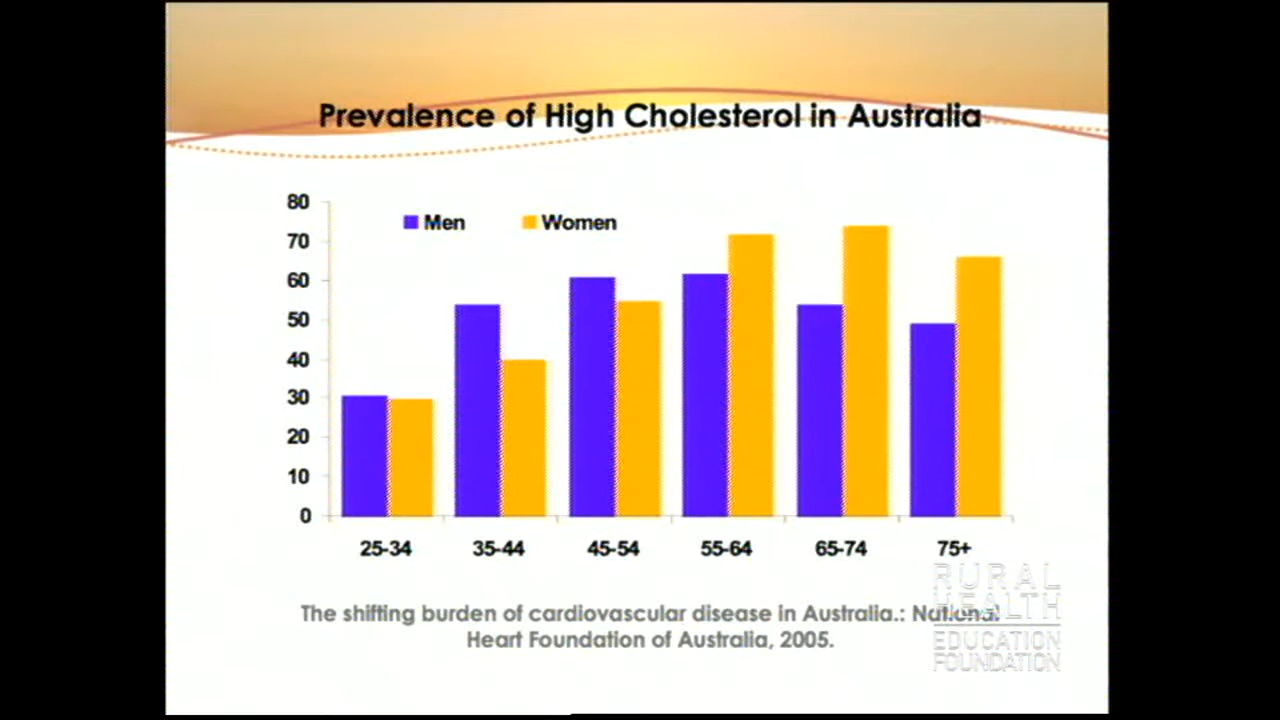 Prevalence of High Cholesterol in Australia
80
Men
Women
70
60
50
40
30
20
10
0
25-34
35-44
45-54
55-64
65-74
75+
The shifting burden of cardiovascular disease in Australia.: National
Heart Foundation of Australia, 2005.
RURAL
HEALTH
EDUCATION
FOUNDATION